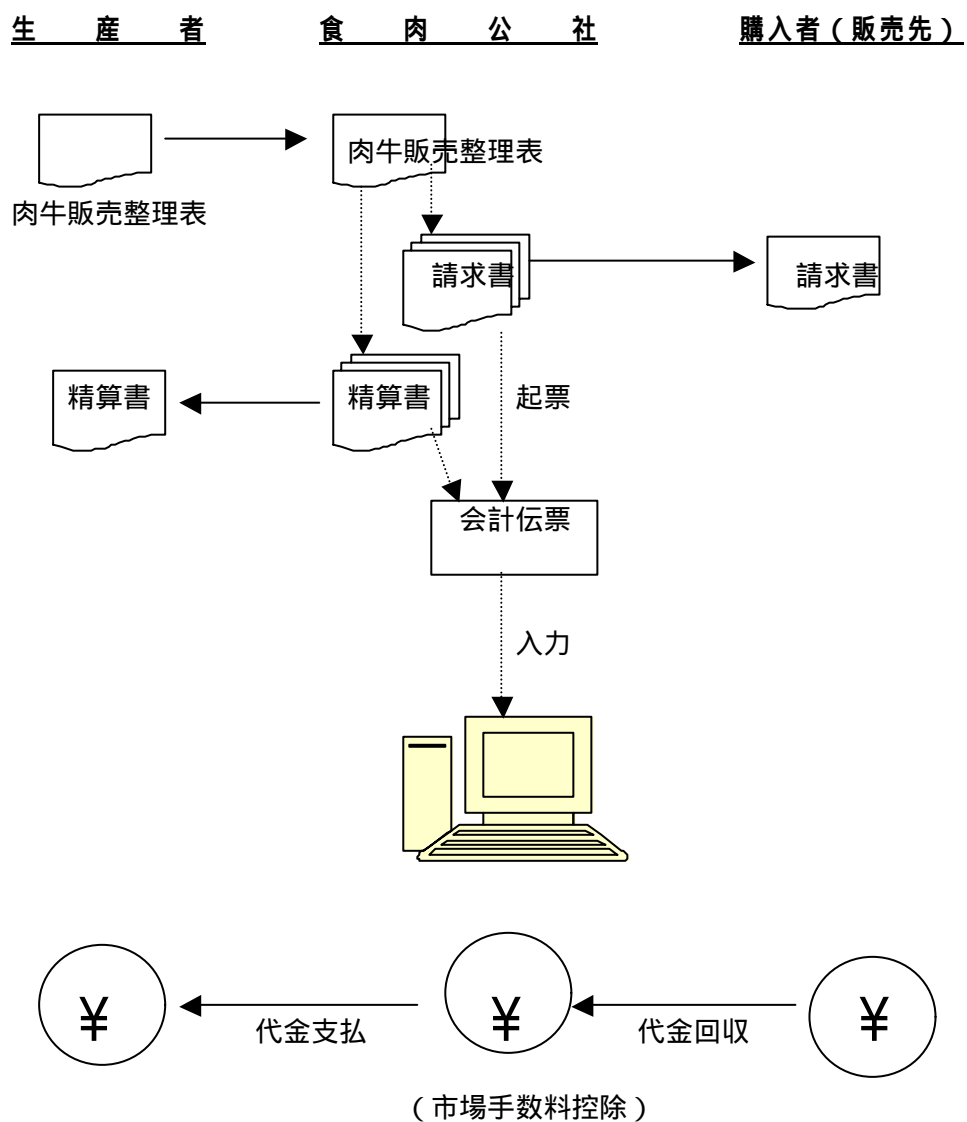 生産者 食肉公社 購入者（販売先）
肉牛販売整理表
肉牛販売整理表
請求書 請求書
精算書 精算書 起票
会計伝票
入力
¥ ¥ ¥
代金支払 代金回収
（市場手数料控除）